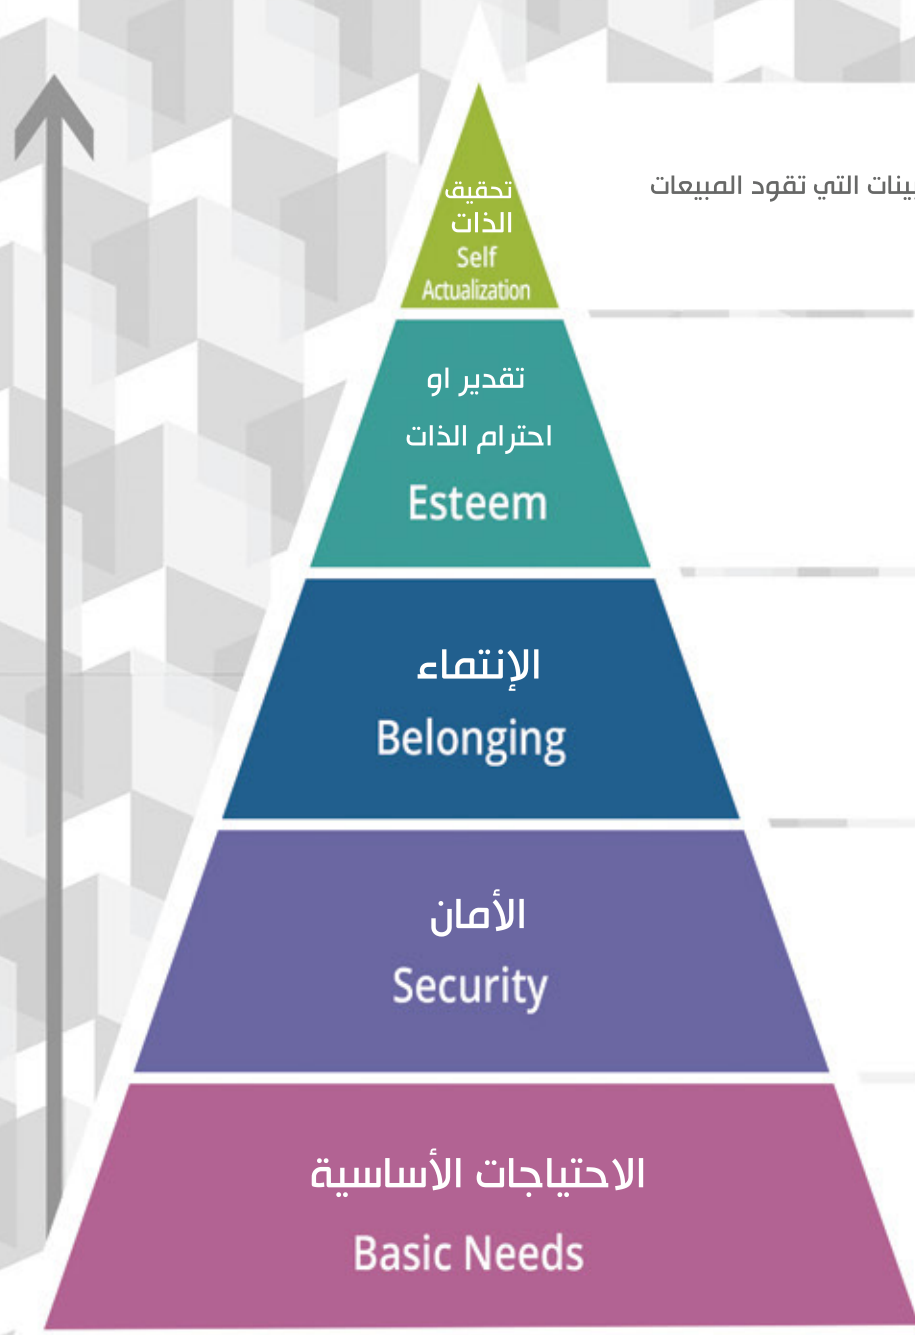 تحقيق
الذات
Self
Actualization
التي تقود المبيعات
تقدير او
احترام الذات
Esteem
الإنتماء
Belonging
الأمان
Security
الاحتياجات الأساسية
Basic Needs